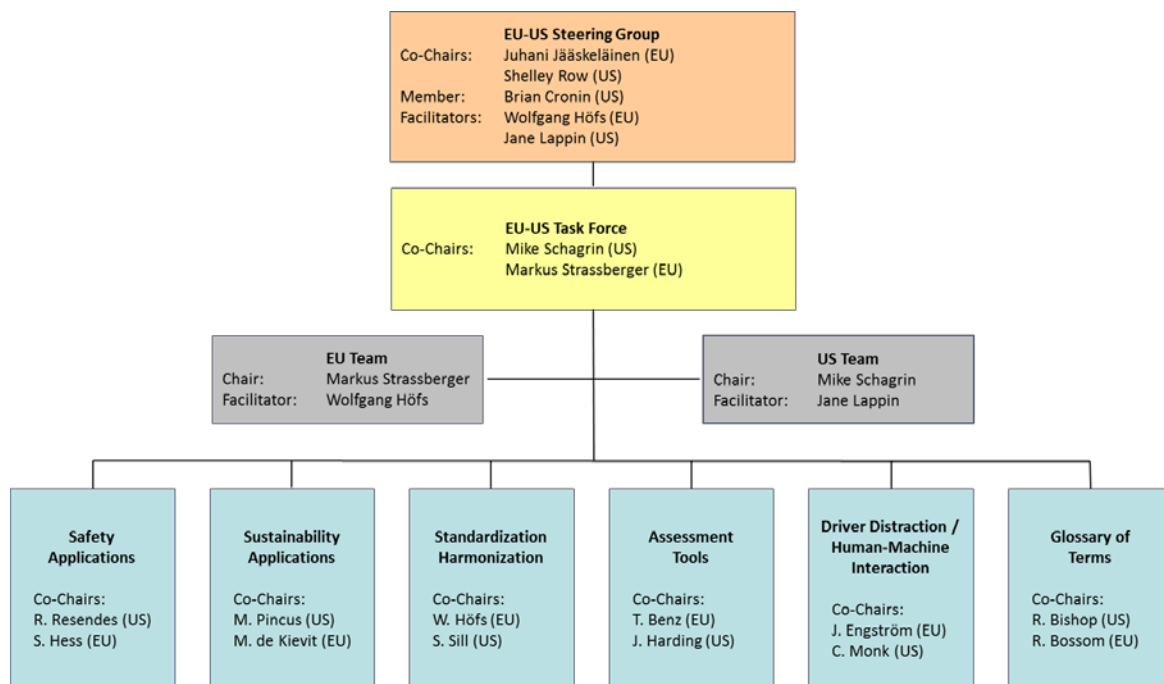 EU-US Steering Group
Co-Chairs: Juhani Jääskeläinen (EU)
Shelley Row (US)
Member: Brian Cronin (US)
Facilitators: Wolfgang Höfs (EU)
Jane Lappin (US)
EU-US Task Force
Co-Chairs: Mike Schagrin (US)
Markus Strassberger (EU)
EU Team
Chair: Markus Strassberger
Facilitator: Wolfgang Höfs
US Team
Chair: Mike Schagrin
Facilitator: Jane Lappin
Safety
Applications
Co-Chairs:
R. Resendes (US)
S. Hess (EU)
Sustainability
Applications
Co-Chairs:
M. Pincus (US)
M. de Kievit (EU)
Standardization
Harmonization
Co-Chairs:
W. Höfs (EU)
S. Sill (US)
Assessment
Tools
Co-Chairs:
T. Benz (EU)
J. Harding (US)
Driver Distraction /
Human-Machine
Interaction
Co-Chairs:
J. Engström (EU)
C. Monk (US)
Glossary of
Terms
Co-Chairs:
R. Bishop (US)
R. Bossom (EU)